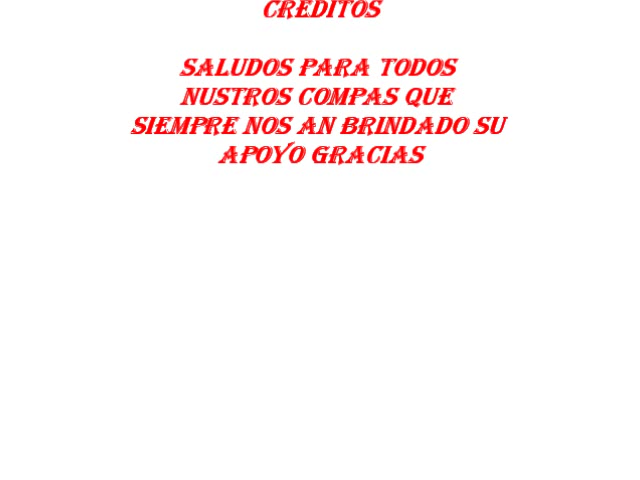 CREDITOS
SALUDOS PARA TODOS
NUSTROS COMPAS QUE
SIEMPRE NOS AN BRINDADO SU
APOYO GRACIAS